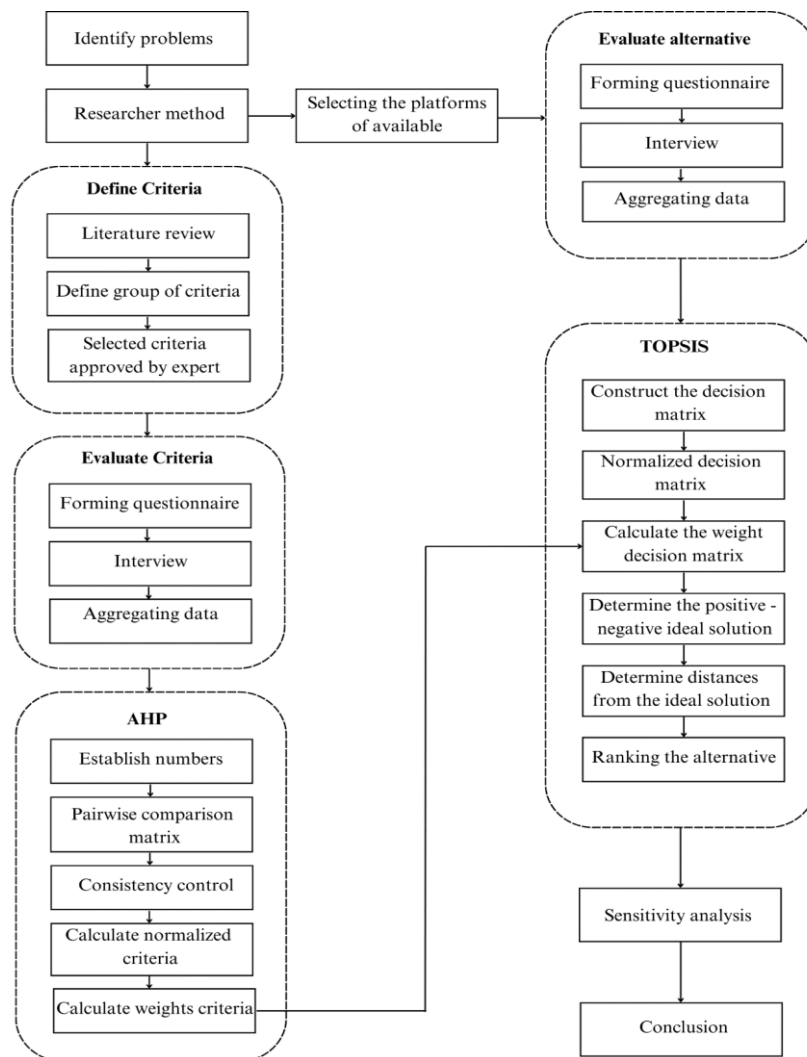 Identify problems
Researcher method
Selecting the platforms
of available
Define Criteria
Literature review
Define group of criteria
Selected criteria
approved by expert
Evaluate Criteria
Forming questionnaire
Interview
Aggregating data
AHP
Establish numbers
Pairwise comparison
matrix
Consistency control
Calculate normalized
criteria
Calculate weights criteria
Evaluate alternative
Forming questionnaire
Interview
Aggregating data
TOPSIS
Construct the decision
matrix
Normalized decision
matrix
Calculate the weight
decision matrix
Determine the positive -
negative ideal solution
Determine distances
from the ideal solution
Ranking the alternative
Sensitivity analysis
Conclusion